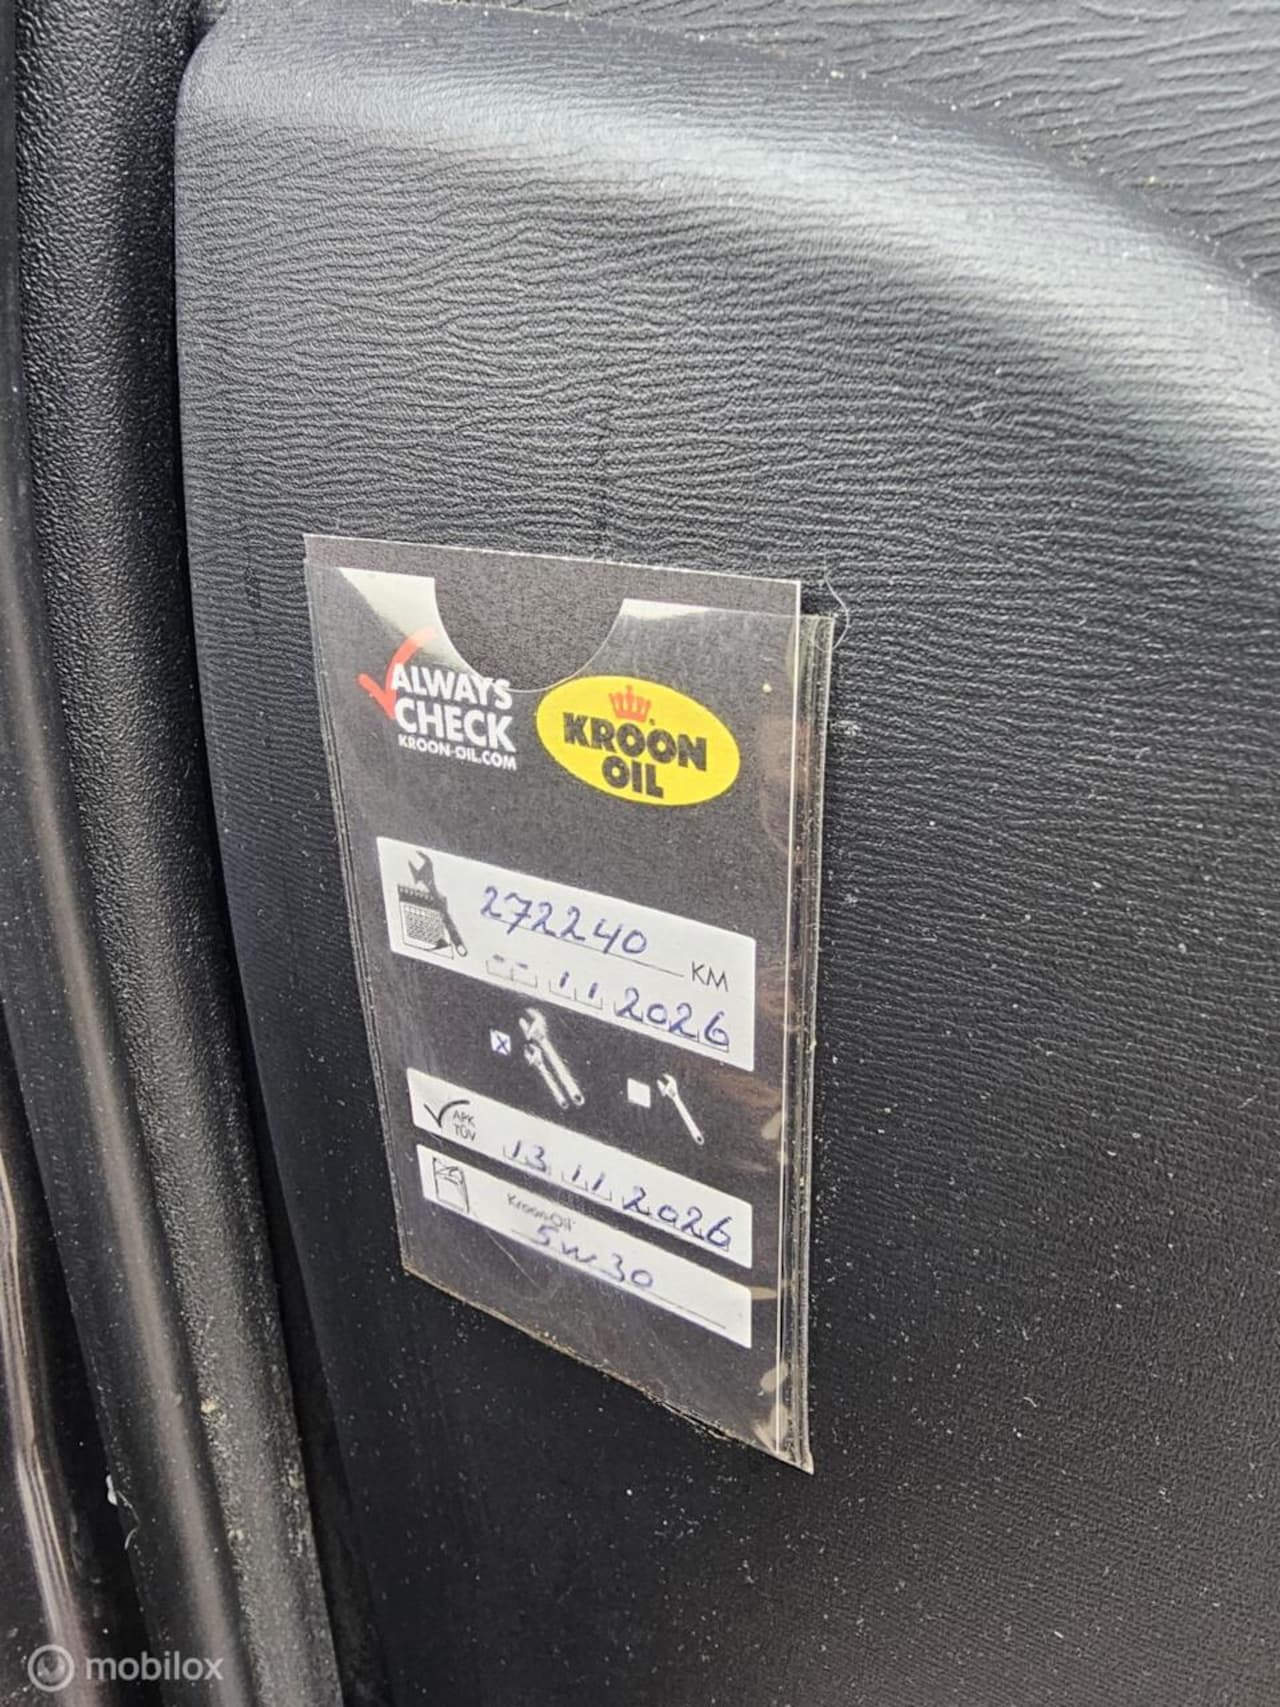 ALWAYS
CHECK
KROON-OIL.COM
KROON
OIL
272240 KM
-- 11 2026
X
APK
TÜV
13 11 2026
Kroon Oil
5w30
mobilox